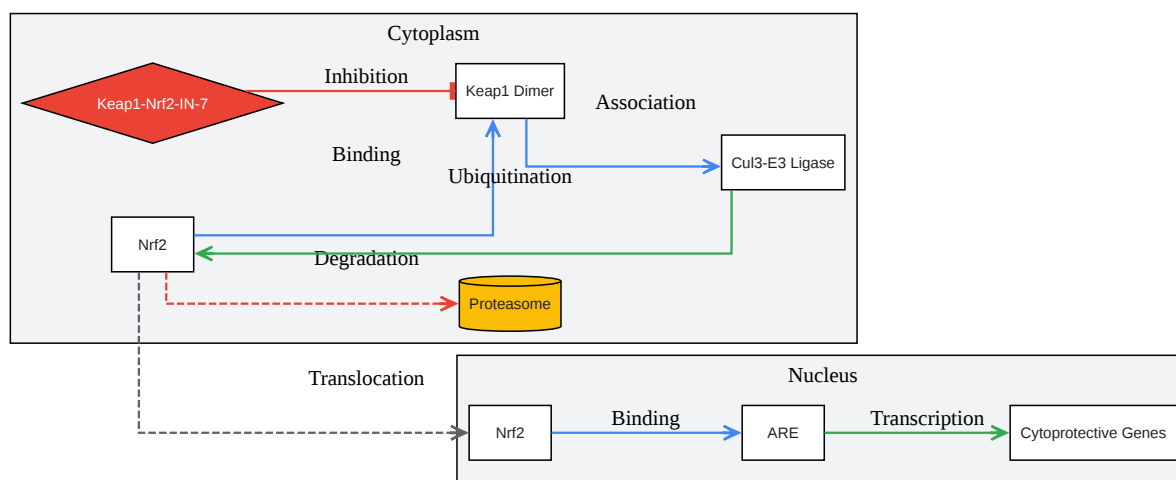 Cytoplasm
Inhibition
Keap1-Nrf2-IN-7
Keap1 Dimer
Association
Binding
Ubiquitination
Cul3-E3 Ligase
Nrf2
Degradation
Proteasome
Translocation
Nucleus
Nrf2
Binding
ARE
Transcription
Cytoprotective Genes